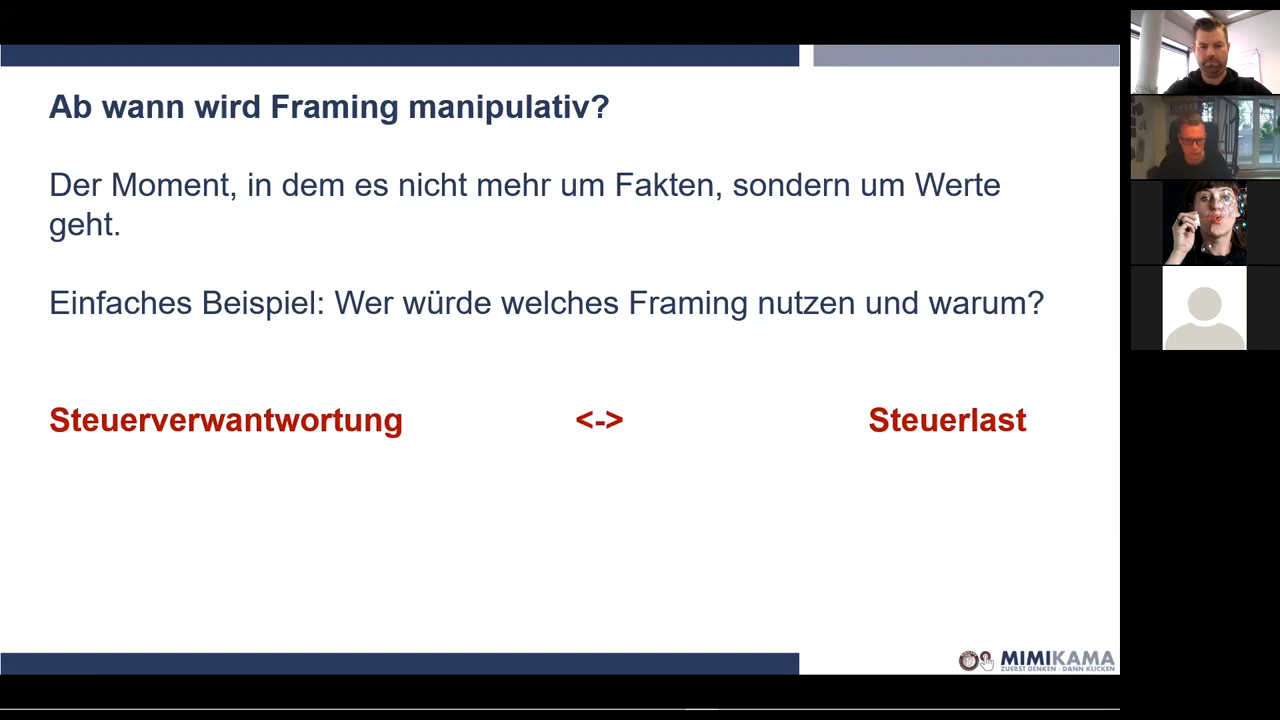 Ab wann wird Framing manipulativ?
Der Moment, in dem es nicht mehr um Fakten, sondern um Werte
geht.
Einfaches Beispiel: Wer würde welches Framing nutzen und warum?
Steuerverwantwortung <-> Steuerlast
MIMIKAMA
ZUERST DENKEN - DANN KLICKEN